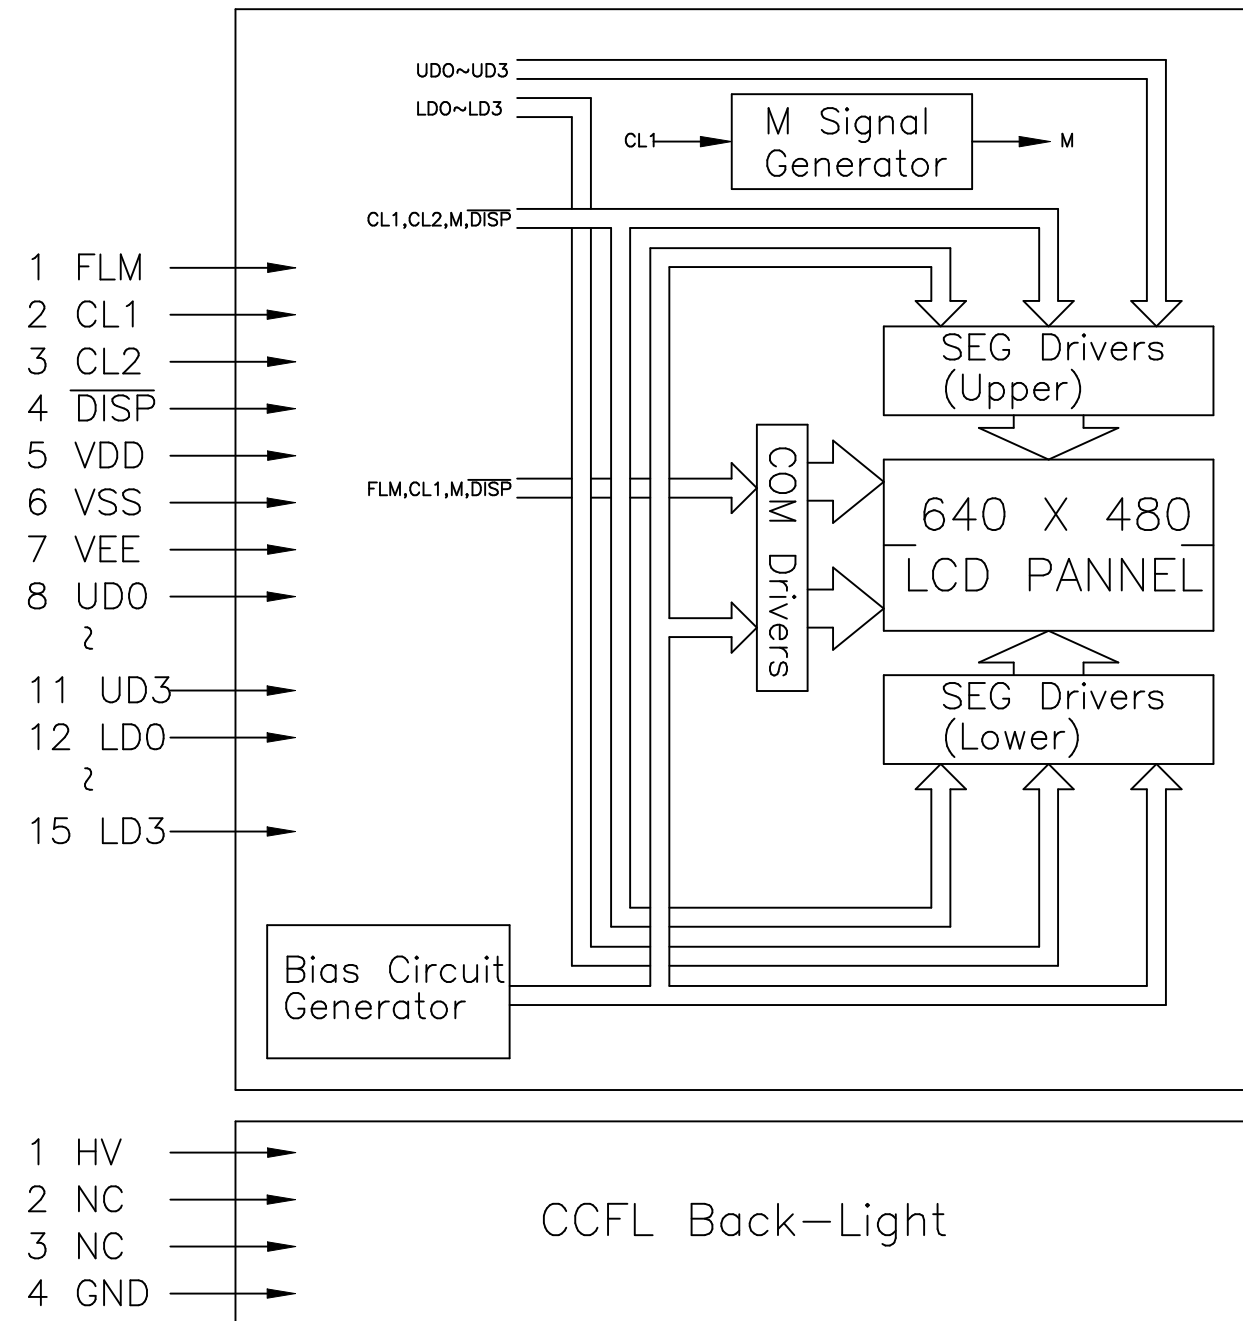 UD0~UD3
LD0~LD3
CL1
M Signal
Generator
M
CL1,CL2,M,DISP
1 FLM
2 CL1
3 CL2
4 DISP
5 VDD
6 VSS
7 VEE
8 UD0
~
11 UD3
12 LD0
~
15 LD3
SEG Drivers
(Upper)
FLM,CL1,M,DISP
COM Drivers
640 X 480
LCD PANNEL
SEG Drivers
(Lower)
Bias Circuit
Generator
1 HV
2 NC
3 NC
4 GND
CCFL Back-Light